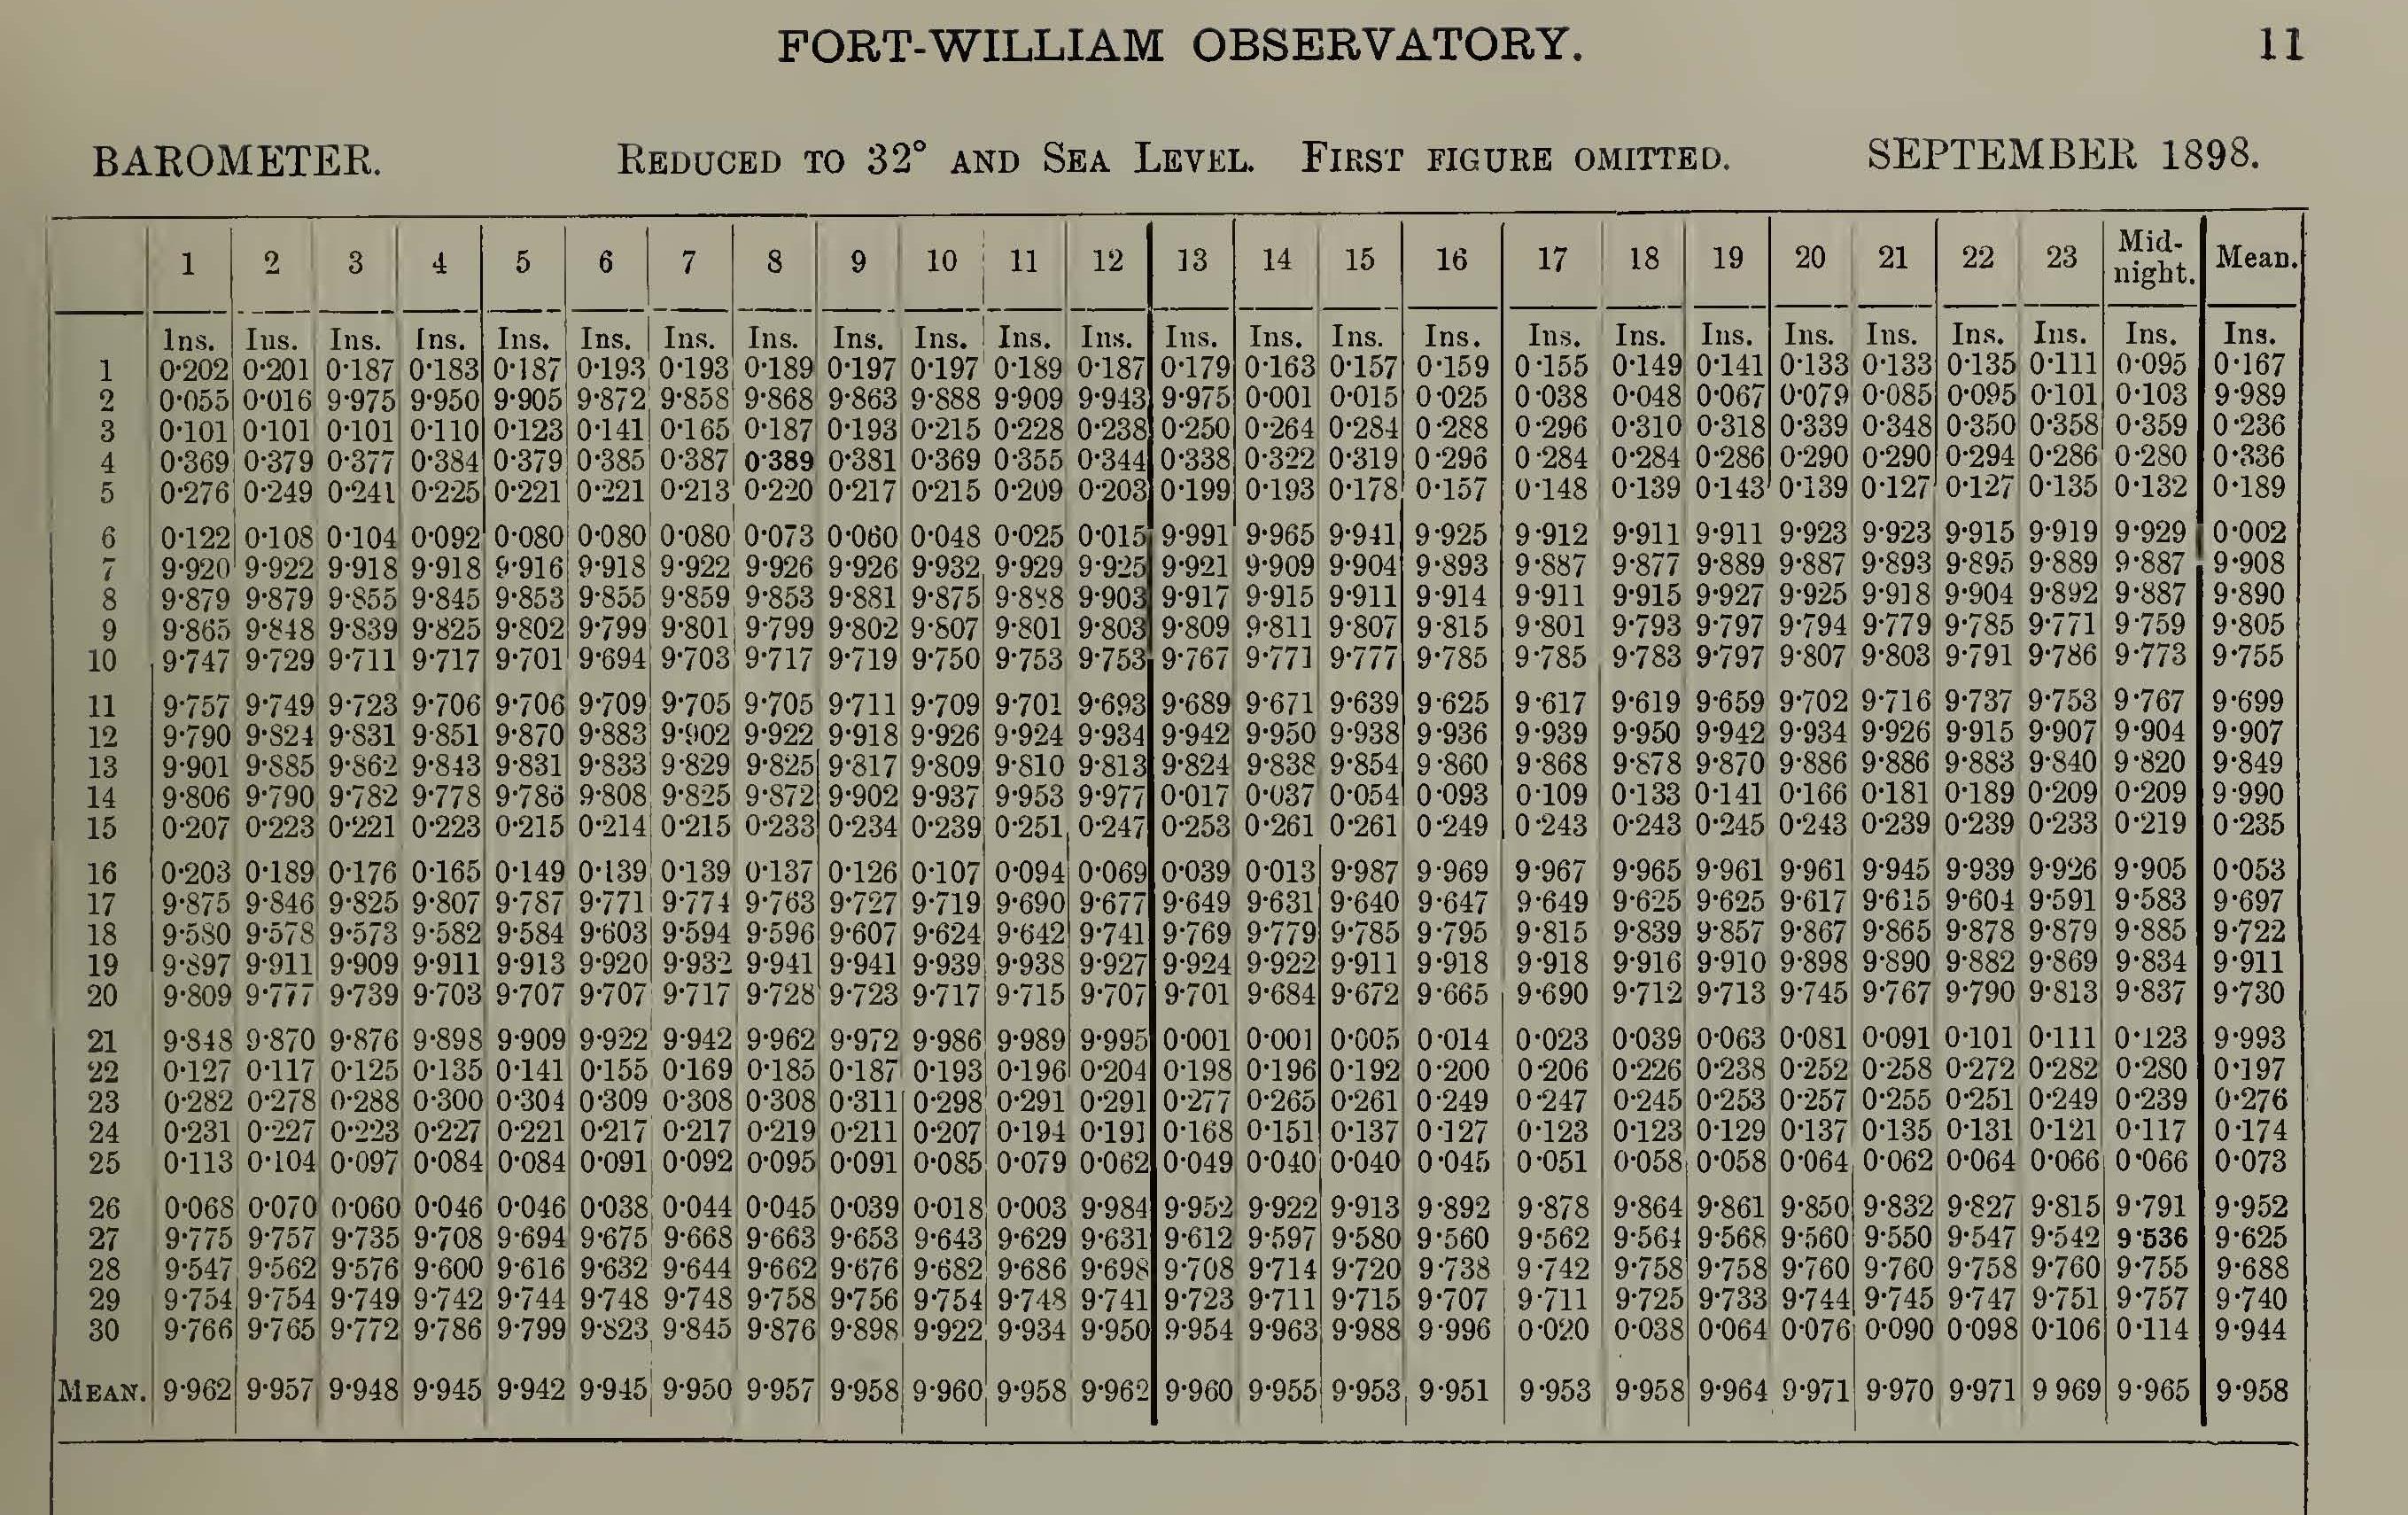 FORT-WILLIAM OBSERVATORY. 11
BAROMETER. REDUCED TO 32° AND SEA LEVEL. FIRST FIGURE OMITTED. SEPTEMBER 1898.
1 2 3 4 5 6 7 8 9 10 11 12 13 14 15 16 17 18 19 20 21 22 23 Mid-night. Mean.
Ins. Ins. Ins. Ins. Ins. Ins. Ins. Ins. Ins. Ins. Ins. Ins. Ins. Ins. Ins. Ins. Ins. Ins. Ins. Ins. Ins. Ins. Ins. Ins. Ins.
1 0·202 0·201 0·187 0·183 0·187 0·193 0·193 0·189 0·197 0·197 0·189 0·187 0·179 0·163 0·157 0·159 0·155 0·149 0·141 0·133 0·133 0·135 0·111 0·095 0·167
2 0·055 0·016 9·975 9·950 9·905 9·872 9·858 9·868 9·863 9·888 9·909 9·943 9·975 0·001 0·015 0·025 0·038 0·048 0·067 0·079 0·085 0·095 0·101 0·103 9·989
3 0·101 0·101 0·101 0·110 0·123 0·141 0·165 0·187 0·193 0·215 0·228 0·238 0·250 0·264 0·284 0·288 0·296 0·310 0·318 0·339 0·348 0·350 0·358 0·359 0·236
4 0·369 0·379 0·377 0·384 0·379 0·385 0·387 0·389 0·381 0·369 0·355 0·344 0·338 0·322 0·319 0·296 0·284 0·284 0·286 0·290 0·290 0·294 0·286 0·280 0·336
5 0·276 0·249 0·241 0·225 0·221 0·221 0·213 0·220 0·217 0·215 0·209 0·203 0·199 0·193 0·178 0·157 0·148 0·139 0·143 0·139 0·127 0·127 0·135 0·132 0·189
6 0·122 0·108 0·104 0·092 0·080 0·080 0·080 0·073 0·060 0·048 0·025 0·015 9·991 9·965 9·941 9·925 9·912 9·911 9·911 9·923 9·923 9·915 9·919 9·929 0·002
7 9·920 9·922 9·918 9·918 9·916 9·918 9·922 9·926 9·926 9·932 9·929 9·925 9·921 9·909 9·904 9·893 9·887 9·877 9·889 9·887 9·893 9·895 9·889 9·887 9·908
8 9·879 9·879 9·855 9·845 9·853 9·855 9·859 9·853 9·881 9·875 9·888 9·903 9·917 9·915 9·911 9·914 9·911 9·915 9·927 9·925 9·918 9·904 9·892 9·887 9·890
9 9·865 9·848 9·839 9·825 9·802 9·799 9·801 9·799 9·802 9·807 9·801 9·803 9·809 9·811 9·807 9·815 9·801 9·793 9·797 9·794 9·779 9·785 9·771 9·759 9·805
10 9·747 9·729 9·711 9·717 9·701 9·694 9·703 9·717 9·719 9·750 9·753 9·753 9·767 9·771 9·777 9·785 9·785 9·783 9·797 9·807 9·803 9·791 9·786 9·773 9·755
11 9·757 9·749 9·723 9·706 9·706 9·709 9·705 9·705 9·711 9·709 9·701 9·693 9·689 9·671 9·639 9·625 9·617 9·619 9·659 9·702 9·716 9·737 9·753 9·767 9·699
12 9·790 9·824 9·831 9·851 9·870 9·883 9·902 9·922 9·918 9·926 9·924 9·934 9·942 9·950 9·938 9·936 9·939 9·950 9·942 9·934 9·926 9·915 9·907 9·904 9·907
13 9·901 9·885 9·862 9·843 9·831 9·833 9·829 9·825 9·817 9·809 9·810 9·813 9·824 9·838 9·854 9·860 9·868 9·878 9·870 9·886 9·886 9·883 9·840 9·820 9·849
14 9·806 9·790 9·782 9·778 9·786 9·808 9·825 9·872 9·902 9·937 9·953 9·977 0·017 0·037 0·054 0·093 0·109 0·133 0·141 0·166 0·181 0·189 0·209 0·209 9·990
15 0·207 0·223 0·221 0·223 0·215 0·214 0·215 0·233 0·234 0·239 0·251 0·247 0·253 0·261 0·261 0·249 0·243 0·243 0·245 0·243 0·239 0·239 0·233 0·219 0·235
16 0·203 0·189 0·176 0·165 0·149 0·139 0·139 0·137 0·126 0·107 0·094 0·069 0·039 0·013 9·987 9·969 9·967 9·965 9·961 9·961 9·945 9·939 9·926 9·905 0·053
17 9·875 9·846 9·825 9·807 9·787 9·771 9·774 9·763 9·727 9·719 9·690 9·677 9·649 9·631 9·640 9·647 9·649 9·625 9·625 9·617 9·615 9·604 9·591 9·583 9·697
18 9·580 9·578 9·573 9·582 9·584 9·603 9·594 9·596 9·607 9·624 9·642 9·741 9·769 9·779 9·785 9·795 9·815 9·839 9·857 9·867 9·865 9·878 9·879 9·885 9·722
19 9·897 9·911 9·909 9·911 9·913 9·920 9·932 9·941 9·941 9·939 9·938 9·927 9·924 9·922 9·911 9·918 9·918 9·916 9·910 9·898 9·890 9·882 9·869 9·834 9·911
20 9·809 9·777 9·739 9·703 9·707 9·707 9·717 9·728 9·723 9·717 9·715 9·707 9·701 9·684 9·672 9·665 9·690 9·712 9·713 9·745 9·767 9·790 9·813 9·837 9·730
21 9·848 9·870 9·876 9·898 9·909 9·922 9·942 9·962 9·972 9·986 9·989 9·995 0·001 0·001 0·005 0·014 0·023 0·039 0·063 0·081 0·091 0·101 0·111 0·123 9·993
22 0·127 0·117 0·125 0·135 0·141 0·155 0·169 0·185 0·187 0·193 0·196 0·204 0·198 0·196 0·192 0·200 0·206 0·226 0·238 0·252 0·258 0·272 0·282 0·280 0·197
23 0·282 0·278 0·288 0·300 0·304 0·309 0·308 0·308 0·311 0·298 0·291 0·291 0·277 0·265 0·261 0·249 0·247 0·245 0·253 0·257 0·255 0·251 0·249 0·239 0·276
24 0·231 0·227 0·223 0·227 0·221 0·217 0·217 0·219 0·211 0·207 0·194 0·191 0·168 0·151 0·137 0·127 0·123 0·123 0·129 0·137 0·135 0·131 0·121 0·117 0·174
25 0·113 0·104 0·097 0·084 0·084 0·091 0·092 0·095 0·091 0·085 0·079 0·062 0·049 0·040 0·040 0·045 0·051 0·058 0·058 0·064 0·062 0·064 0·066 0·066 0·073
26 0·068 0·070 0·060 0·046 0·046 0·038 0·044 0·045 0·039 0·018 0·003 9·984 9·952 9·922 9·913 9·892 9·878 9·864 9·861 9·850 9·832 9·827 9·815 9·791 9·952
27 9·775 9·757 9·735 9·708 9·694 9·675 9·668 9·663 9·653 9·643 9·629 9·631 9·612 9·597 9·580 9·560 9·562 9·564 9·568 9·560 9·550 9·547 9·542 9·536 9·625
28 9·547 9·562 9·576 9·600 9·616 9·632 9·644 9·662 9·676 9·682 9·686 9·698 9·708 9·714 9·720 9·738 9·742 9·758 9·758 9·760 9·760 9·758 9·760 9·755 9·688
29 9·754 9·754 9·749 9·742 9·744 9·748 9·748 9·758 9·756 9·754 9·748 9·741 9·723 9·711 9·715 9·707 9·711 9·725 9·733 9·744 9·745 9·747 9·751 9·757 9·740
30 9·766 9·765 9·772 9·786 9·799 9·823 9·845 9·876 9·898 9·922 9·934 9·950 9·954 9·963 9·988 9·996 0·020 0·038 0·064 0·076 0·090 0·098 0·106 0·114 9·944
MEAN. 9·962 9·957 9·948 9·945 9·942 9·945 9·950 9·957 9·958 9·960 9·958 9·962 9·960 9·955 9·953 9·951 9·953 9·958 9·964 9·971 9·970 9·971 9 969 9·965 9·958